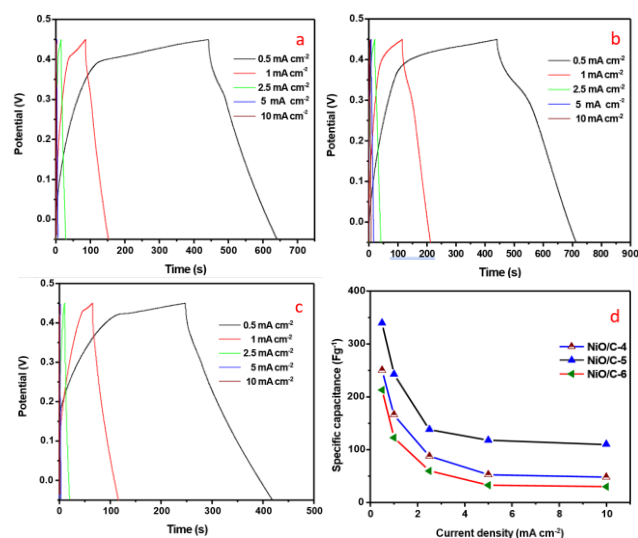 a
0.5
0.4
0.3
0.2
0.1
0.0
Potential (V)
0.5 mA cm-2
1 mA cm-2
2.5 mA cm-2
5 mA cm-2
10 mA cm-2
0 100 200 300 400 500 600 700
Time (s)
b
0.5
0.4
0.3
0.2
0.1
0.0
Potential (V)
0.5 mA cm-2
1 mA cm-2
2.5 mA cm-2
5 mA cm-2
10 mA cm-2
0 100 200 300 400 500 600 700 800 900
Time (s)
c
0.5
0.4
0.3
0.2
0.1
0.0
Potential (V)
0.5 mA cm-2
1 mA cm-2
2.5 mA cm-2
5 mA cm-2
10 mA cm-2
0 100 200 300 400 500
Time (s)
d
400
300
200
100
0
Specific capacitance (Fg-1)
NiO/C-4
NiO/C-5
NiO/C-6
0 2 4 6 8 10
Current density (mA cm-2)